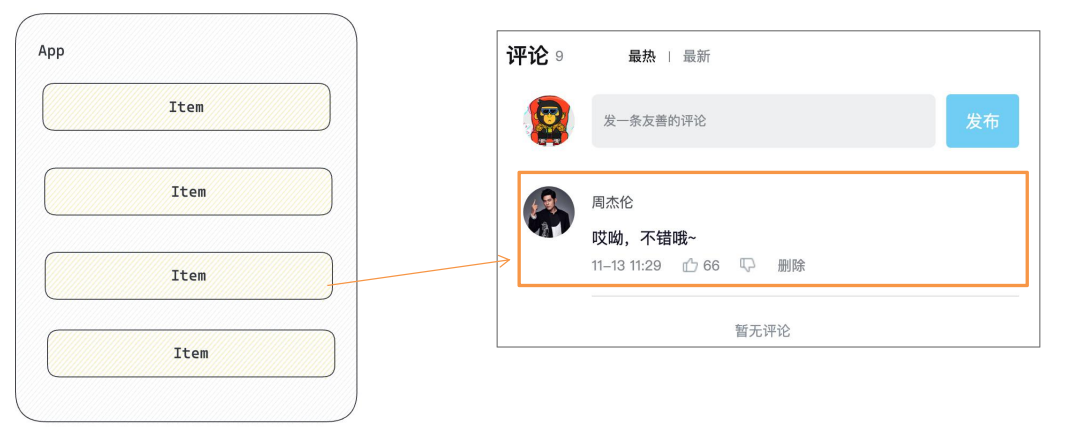 App
Item
Item
Item
Item
评论 9 最热 | 最新
发一条友善的评论
发布
周杰伦
哎呦，不错哦~
11-13 11:29 66 删除
暂无评论